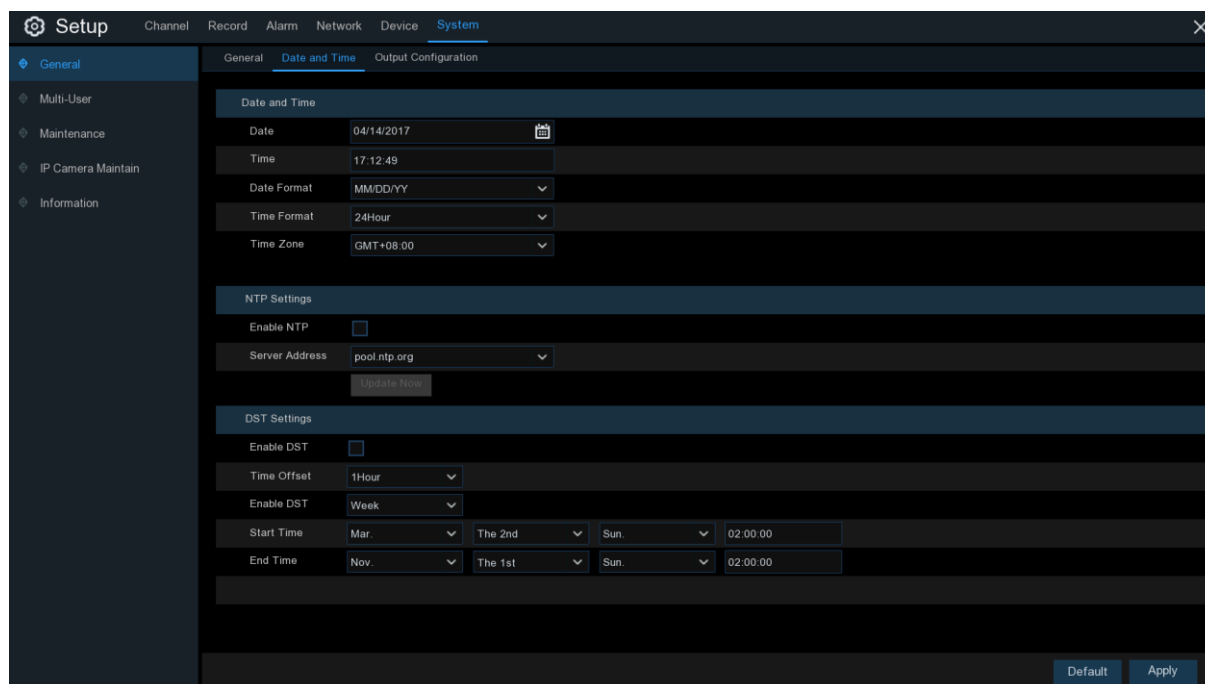 Setup Channel Record Alarm Network Device System
General Date and Time Output Configuration
General
Multi-User
Maintenance
IP Camera Maintain
Information
Date and Time
Date 04/14/2017
Time 17:12:49
Date Format MM/DD/YY
Time Format 24Hour
Time Zone GMT+08:00
NTP Settings
Enable NTP
Server Address pool.ntp.org
Update Now
DST Settings
Enable DST
Time Offset 1Hour
Enable DST Week
Start Time Mar. The 2nd Sun. 02:00:00
End Time Nov. The 1st Sun. 02:00:00
Default Apply